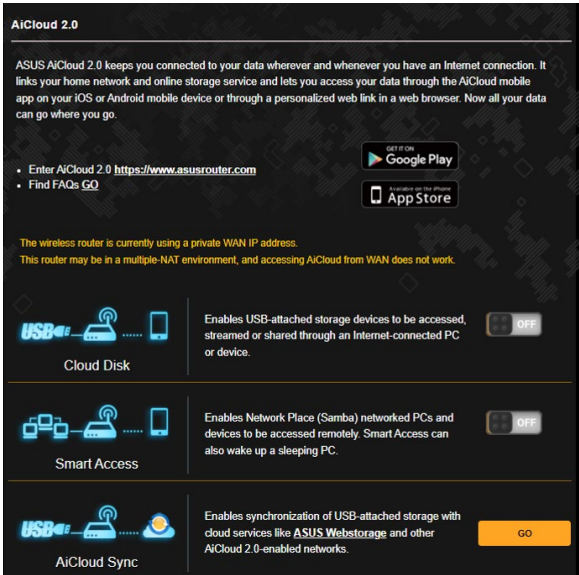 AiCloud 2.0
ASUS AiCloud 2.0 keeps you connected to your data wherever and whenever you have an Internet connection. It
links your home network and online storage service and lets you access your data through the AiCloud mobile
app on your iOS or Android mobile device or through a personalized web link in a web browser. Now all your data
can go where you go.
• Enter AiCloud 2.0 https://www.asusrouter.com
• Find FAQs GO
GET IT ON
Google Play
Available on the iPhone
App Store
The wireless router is currently using a private WAN IP address.
This router may be in a multiple-NAT environment, and accessing AiCloud from WAN does not work.
USB
Cloud Disk
Enables USB-attached storage devices to be accessed,
streamed or shared through an Internet-connected PC
or device.
OFF
Smart Access
Enables Network Place (Samba) networked PCs and
devices to be accessed remotely. Smart Access can
also wake up a sleeping PC.
OFF
USB
AiCloud Sync
Enables synchronization of USB-attached storage with
cloud services like ASUS Webstorage and other
AiCloud 2.0-enabled networks.
GO